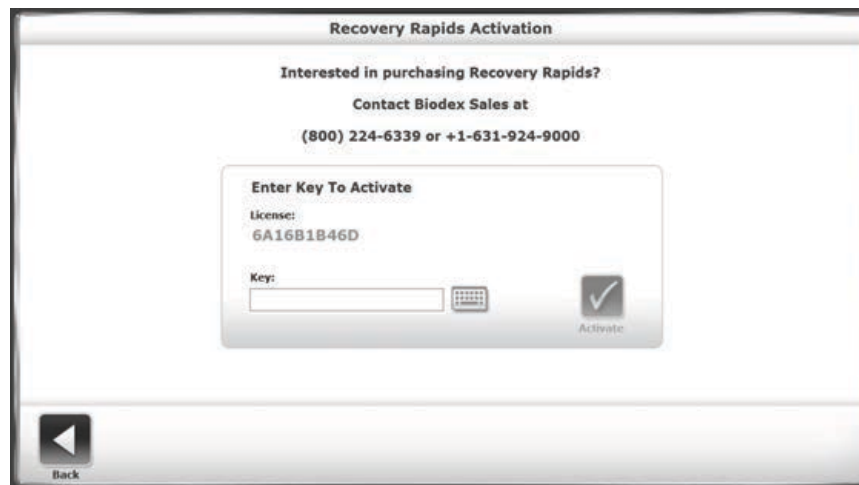 Recovery Rapids Activation
Interested in purchasing Recovery Rapids?
Contact Biodex Sales at
(800) 224-6339 or +1-631-924-9000
Enter Key To Activate
License:
6A16B1B46D
Key:
Activate
Back